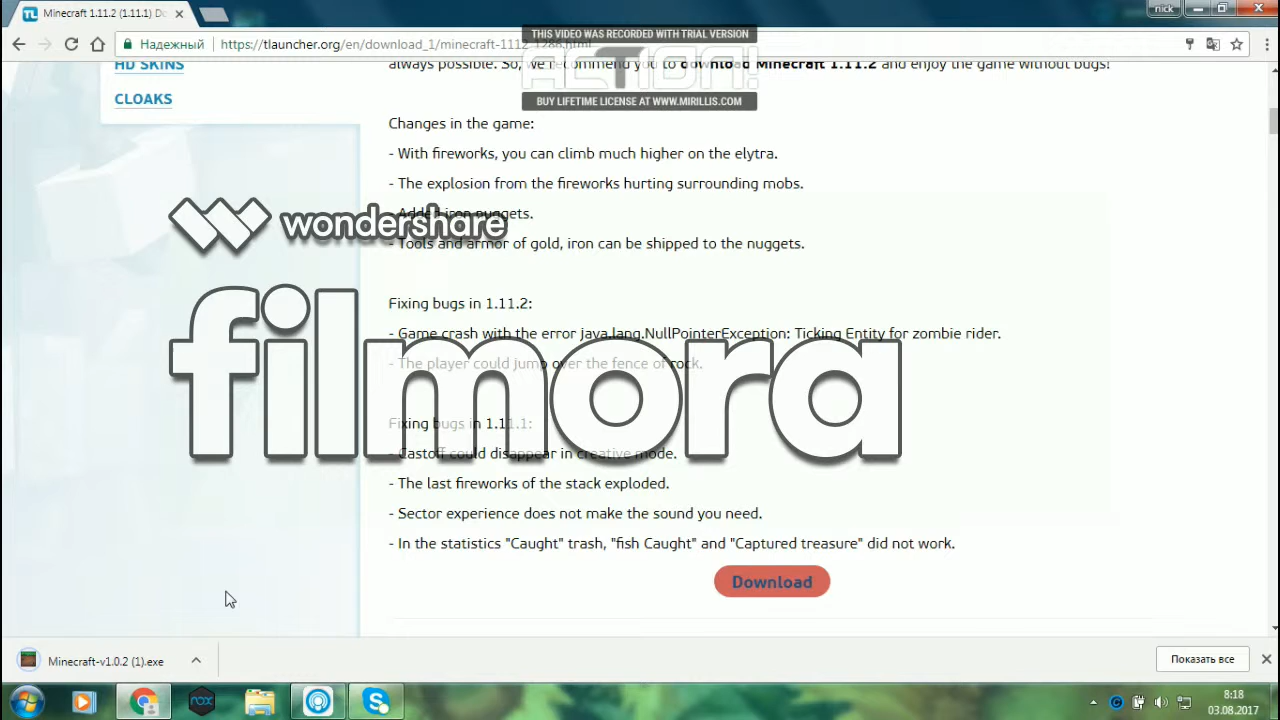 Minecraft 1.11.2 (1.11.1) Do
nick
THIS VIDEO WAS RECORDED WITH TRIAL VERSION
ACTION!
BUY LIFETIME LICENSE AT WWW.MIRILLIS.COM
Надежный
https://tlauncher.org/en/download_1/minecraft-1112_1286.html
HD SKINS
CLOAKS
always possible. So, we recommend you to download Minecraft 1.11.2 and enjoy the game without bugs!
Changes in the game:
- With fireworks, you can climb much higher on the elytra.
- The explosion from the fireworks hurting surrounding mobs.
- Added iron nuggets.
- Tools and armor of gold, iron can be shipped to the nuggets.
wondershare
filmora
Fixing bugs in 1.11.2:
- Game crash with the error java.lang.NullPointerException: Ticking Entity for zombie rider.
- The player could jump over the fence of rock.
Fixing bugs in 1.11.1:
- Castoff could disappear in creative mode.
- The last fireworks of the stack exploded.
- Sector experience does not make the sound you need.
- In the statistics "Caught" trash, "fish Caught" and "Captured treasure" did not work.
Download
Minecraft-v1.0.2 (1).exe
Показать все
8:18
03.08.2017